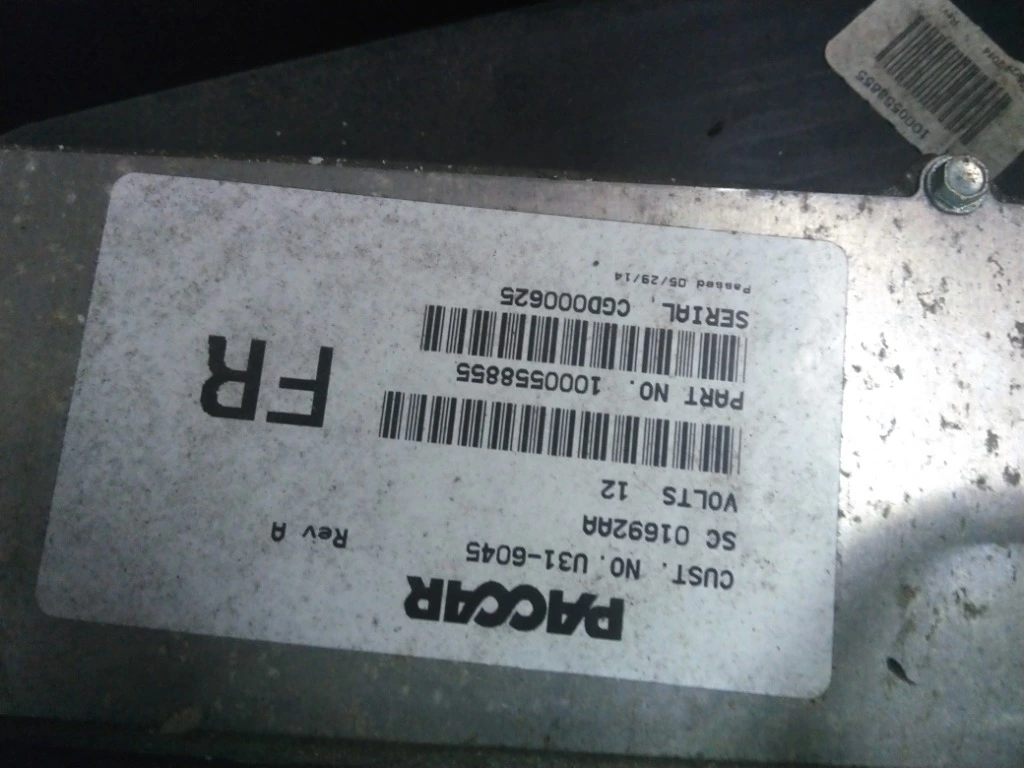 PACCAR
CUST. NO. U31-6045
SC 01692AA
Rev A
VOLTS 12
PART NO. 1000558855
FR
SERIAL CGD000625
Passed 05/29/14
1000558855
Rev